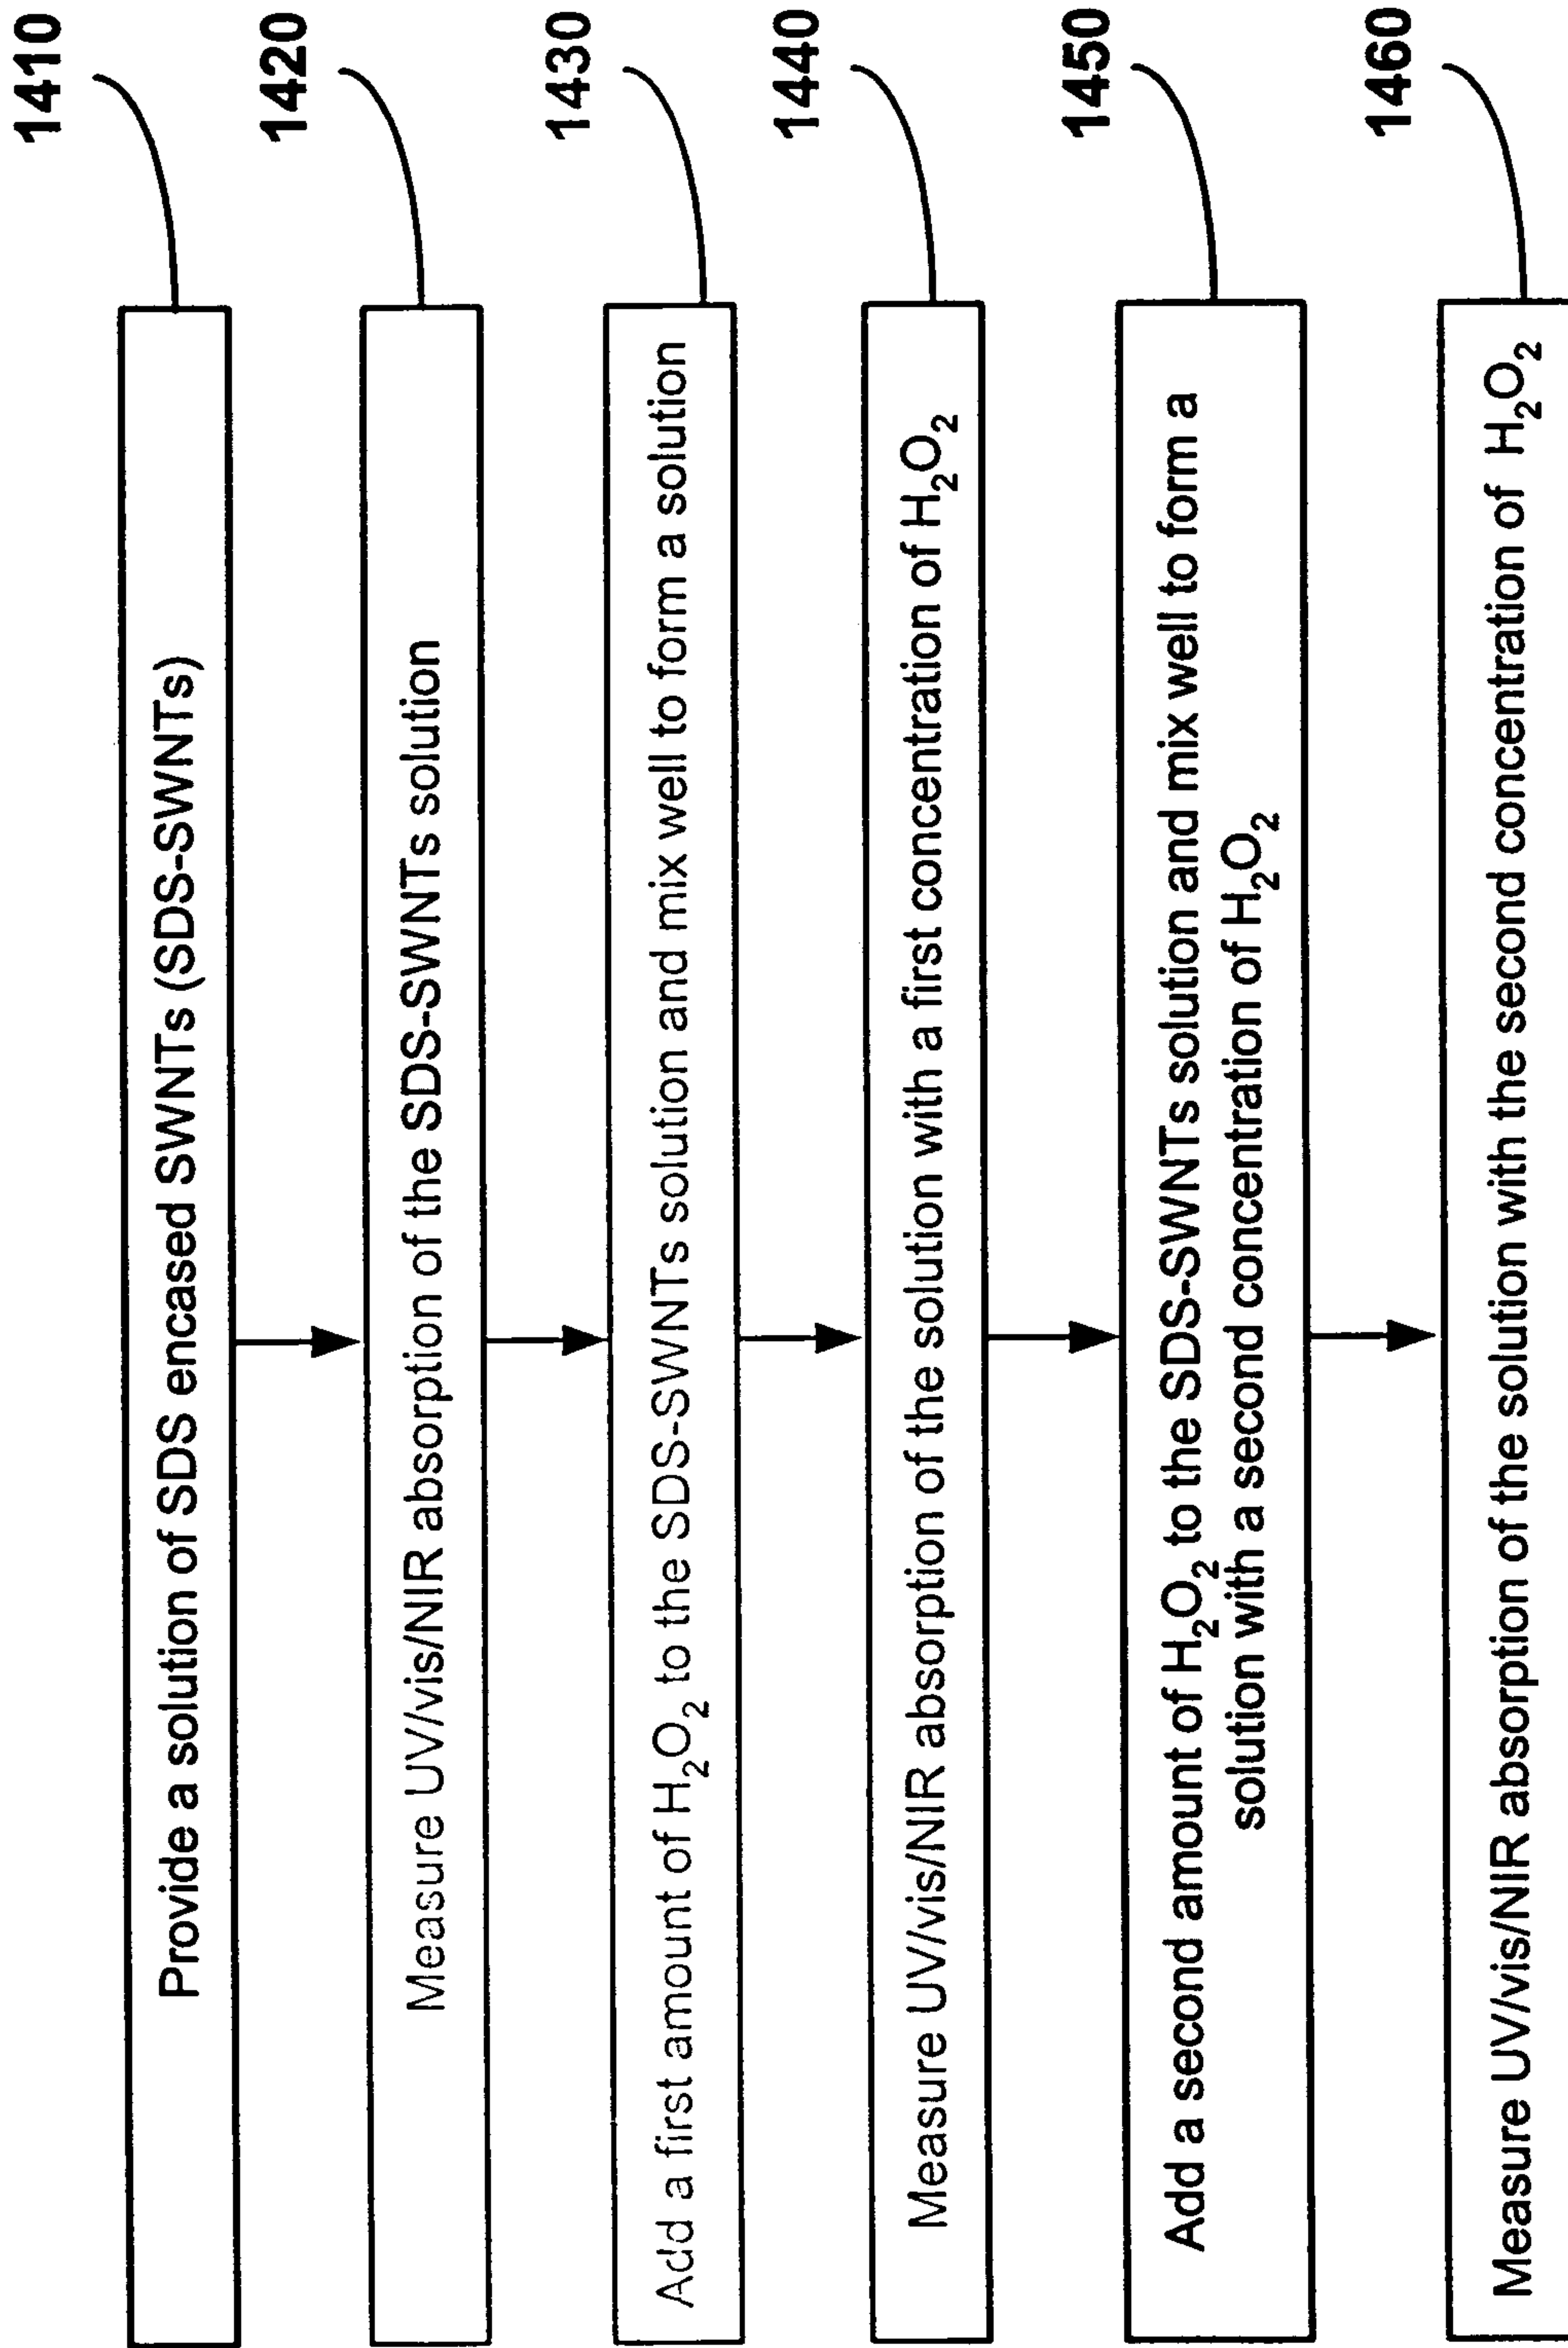 1410
Provide a solution of SDS encased SWNTs (SDS-SWNTs)
1420
Measure UV/vis/NIR absorption of the SDS-SWNTs solution
1430
Add a first amount of H₂O₂ to the SDS-SWNTs solution and mix well to form a solution
1440
Measure UV/vis/NIR absorption of the solution with a first concentration of H₂O₂
1450
Add a second amount of H₂O₂ to the SDS-SWNTs solution and mix well to form a
solution with a second concentration of H₂O₂
1460
Measure UV/vis/NIR absorption of the solution with the second concentration of H₂O₂